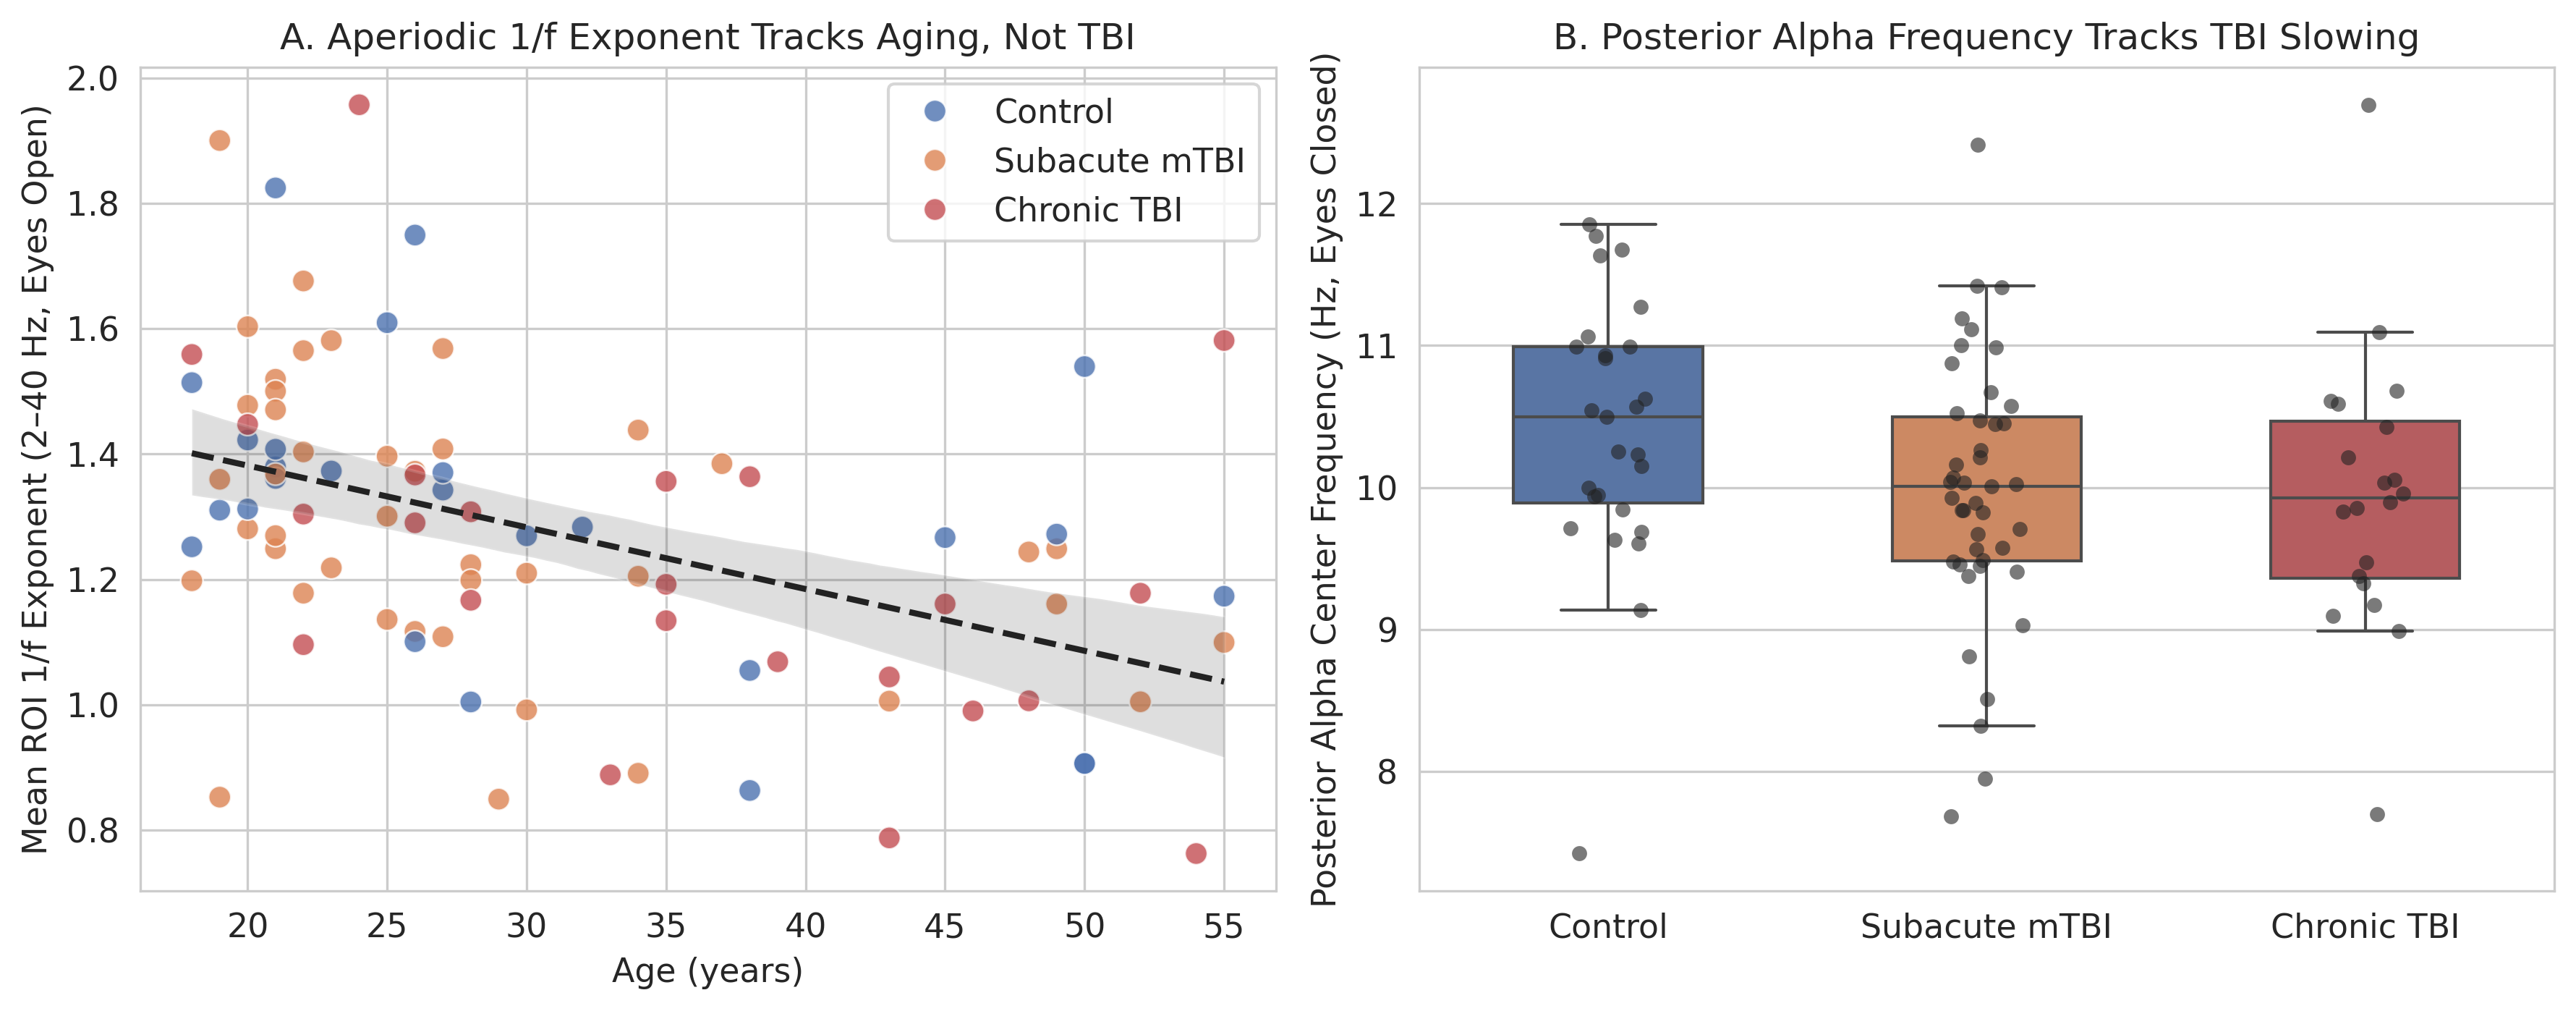 A. Aperiodic 1/f Exponent Tracks Aging, Not TBI
Mean ROI 1/f Exponent (2–40 Hz, Eyes Open)
2.0
1.8
1.6
1.4
1.2
1.0
0.8
Control
Subacute mTBI
Chronic TBI
20 25 30 35 40 45 50 55
Age (years)
B. Posterior Alpha Frequency Tracks TBI Slowing
Posterior Alpha Center Frequency (Hz, Eyes Closed)
12
11
10
9
8
Control Subacute mTBI Chronic TBI